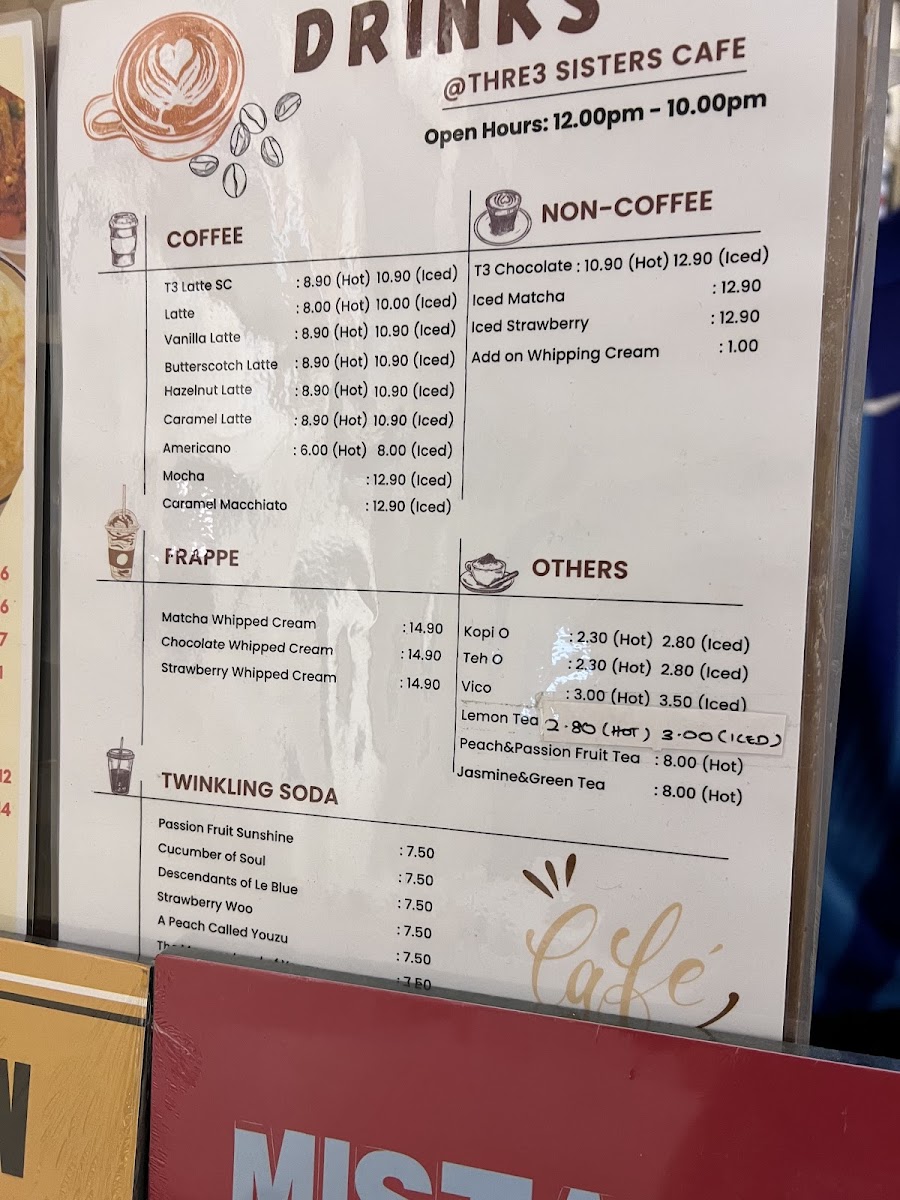 DRINKS
@THRE3 SISTERS CAFE
Open Hours: 12.00pm - 10.00pm
COFFEE
T3 Latte SC : 8.90 (Hot) 10.90 (Iced)
Latte : 8.00 (Hot) 10.00 (Iced)
Vanilla Latte : 8.90 (Hot) 10.90 (Iced)
Butterscotch Latte : 8.90 (Hot) 10.90 (Iced)
Hazelnut Latte : 8.90 (Hot) 10.90 (Iced)
Caramel Latte : 8.90 (Hot) 10.90 (Iced)
Americano : 6.00 (Hot) 8.00 (Iced)
Mocha : 12.90 (Iced)
Caramel Macchiato : 12.90 (Iced)
NON-COFFEE
T3 Chocolate : 10.90 (Hot) 12.90 (Iced)
Iced Matcha : 12.90
Iced Strawberry : 12.90
Add on Whipping Cream : 1.00
FRAPPE
Matcha Whipped Cream : 14.90
Chocolate Whipped Cream : 14.90
Strawberry Whipped Cream : 14.90
OTHERS
Kopi O : 2.30 (Hot) 2.80 (Iced)
Teh O : 2.30 (Hot) 2.80 (Iced)
Vico : 3.00 (Hot) 3.50 (Iced)
Lemon Tea 2.80 (HOT) 3.00 (ICED)
Peach&Passion Fruit Tea : 8.00 (Hot)
Jasmine&Green Tea : 8.00 (Hot)
TWINKLING SODA
Passion Fruit Sunshine : 7.50
Cucumber of Soul : 7.50
Descendants of Le Blue : 7.50
Strawberry Woo : 7.50
A Peach Called Youzu : 7.50
: 7.50
Café
6
6
7
12
14
N